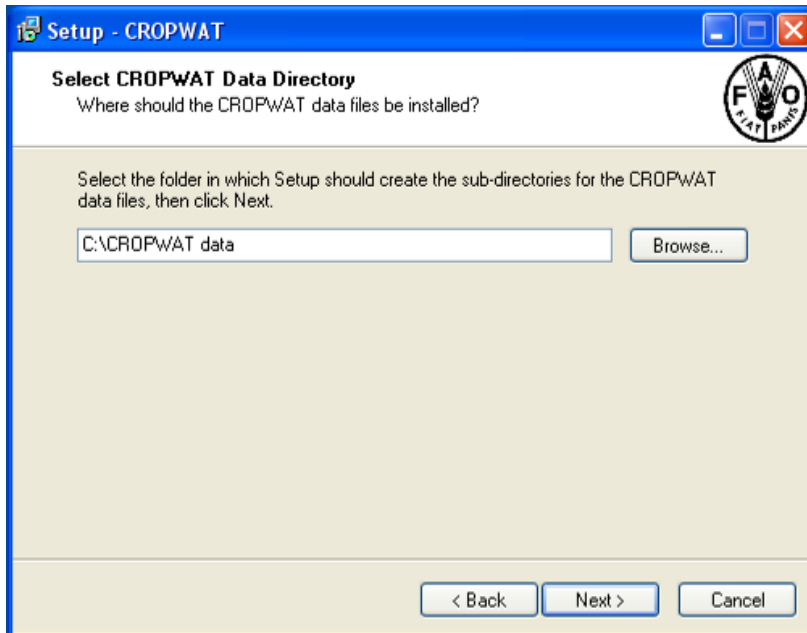 Setup - CROPWAT
Select CROPWAT Data Directory
Where should the CROPWAT data files be installed?
F A O
FIAT PANIS
Select the folder in which Setup should create the sub-directories for the CROPWAT
data files, then click Next.
C:\CROPWAT data
Browse...
< Back
Next >
Cancel